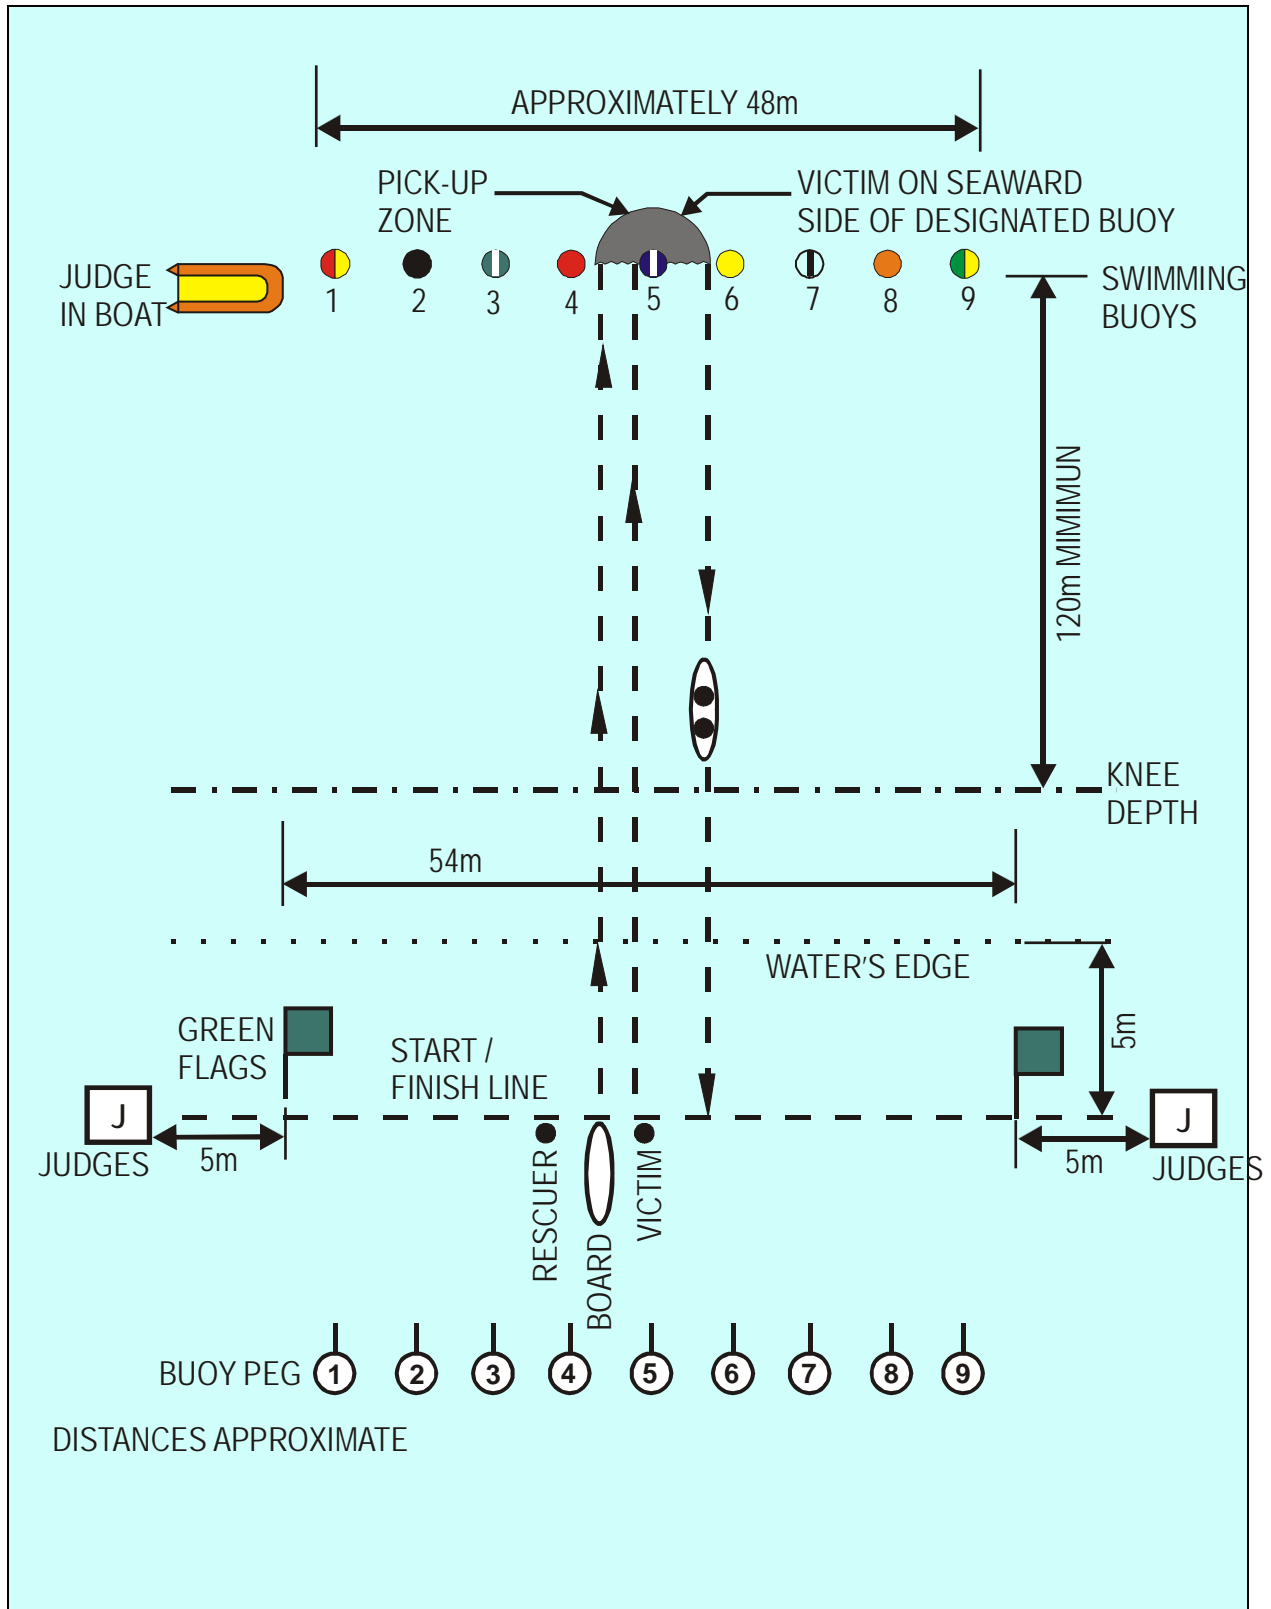 APPROXIMATELY 48m
PICK-UP
ZONE
VICTIM ON SEAWARD
SIDE OF DESIGNATED BUOY
JUDGE
IN BOAT
1
2
3
4
5
6
7
8
9
SWIMMING
BUOYS
120m MIMIMUN
KNEE
DEPTH
54m
WATER'S EDGE
GREEN
FLAGS
START /
FINISH LINE
5m
J
JUDGES
5m
J
JUDGES
5m
RESCUER
BOARD
VICTIM
BUOY PEG
1
2
3
4
5
6
7
8
9
DISTANCES APPROXIMATE